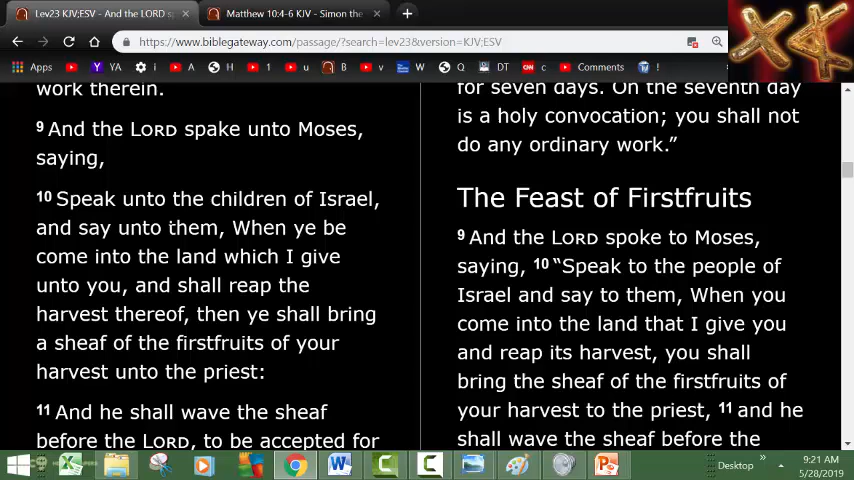 Lev23 KJV;ESV - And the LORD sp
Matthew 10:4-6 KJV - Simon the
https://www.biblegateway.com/passage/?search=lev23&version=KJV;ESV
Apps
YA
i
A
H
1
u
B
v
W
Q
DT
c
Comments
!
XK
work therein.
9 And the LORD spake unto Moses,
saying,
10 Speak unto the children of Israel,
and say unto them, When ye be
come into the land which I give
unto you, and shall reap the
harvest thereof, then ye shall bring
a sheaf of the firstfruits of your
harvest unto the priest:
11 And he shall wave the sheaf
before the LORD, to be accepted for
for seven days. On the seventh day
is a holy convocation; you shall not
do any ordinary work.”
The Feast of Firstfruits
9 And the LORD spoke to Moses,
saying, 10 “Speak to the people of
Israel and say to them, When you
come into the land that I give you
and reap its harvest, you shall
bring the sheaf of the firstfruits of
your harvest to the priest, 11 and he
shall wave the sheaf before the
Desktop
9:21 AM
5/28/2019